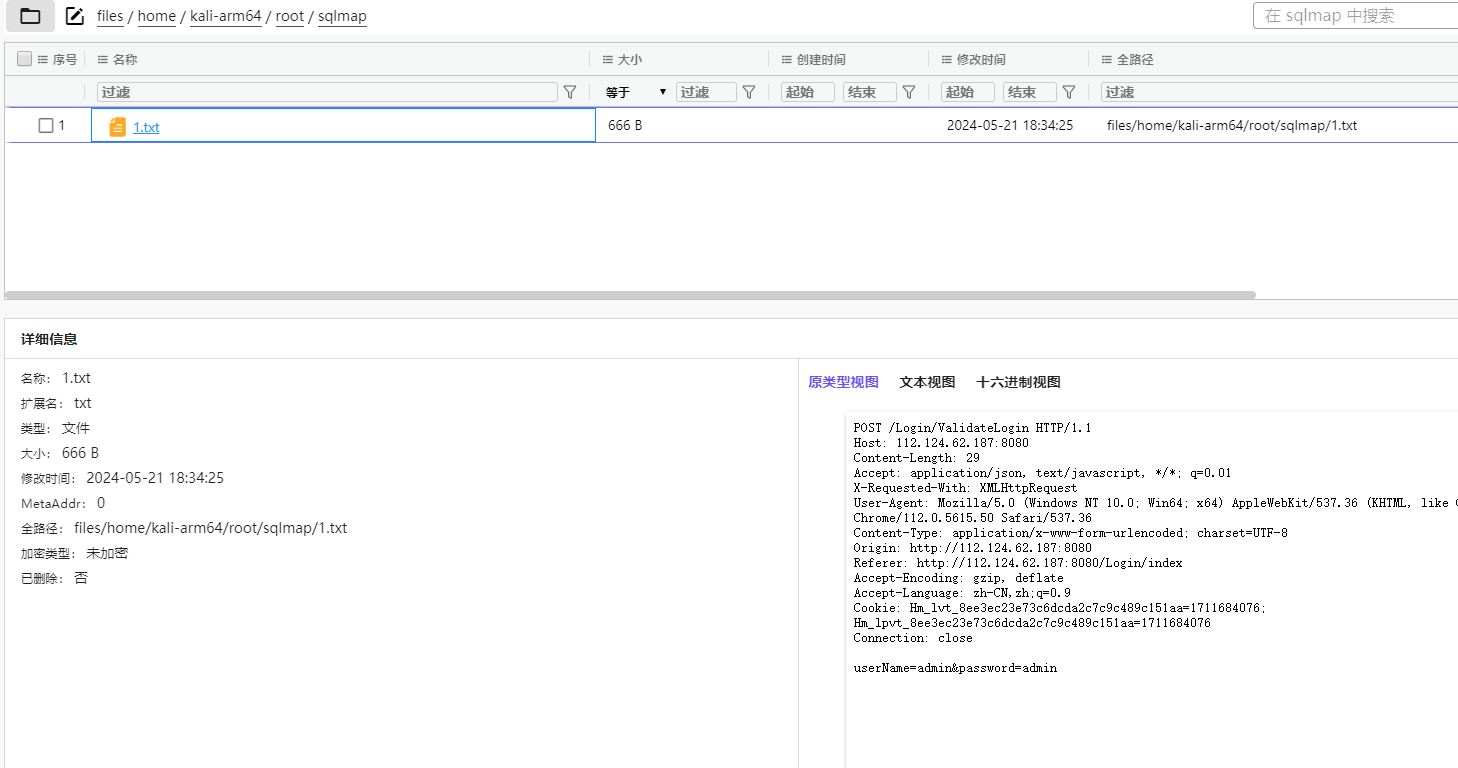 files / home / kali-arm64 / root / sqlmap
在 sqlmap 中搜索
序号 名称 大小 创建时间 修改时间 全路径
过滤 等于 过滤 起始 结束 起始 结束 过滤
1 1.txt 666 B 2024-05-21 18:34:25 files/home/kali-arm64/root/sqlmap/1.txt
详细信息
名称： 1.txt
扩展名： txt
类型： 文件
大小： 666 B
修改时间： 2024-05-21 18:34:25
MetaAddr： 0
全路径： files/home/kali-arm64/root/sqlmap/1.txt
加密类型： 未加密
已删除： 否
原类型视图 文本视图 十六进制视图
POST /Login/ValidateLogin HTTP/1.1
Host: 112.124.62.187:8080
Content-Length: 29
Accept: application/json, text/javascript, */*; q=0.01
X-Requested-With: XMLHttpRequest
User-Agent: Mozilla/5.0 (Windows NT 10.0; Win64; x64) AppleWebKit/537.36 (KHTML, like
Chrome/112.0.5615.50 Safari/537.36
Content-Type: application/x-www-form-urlencoded; charset=UTF-8
Origin: http://112.124.62.187:8080
Referer: http://112.124.62.187:8080/Login/index
Accept-Encoding: gzip, deflate
Accept-Language: zh-CN,zh;q=0.9
Cookie: Hm_lvt_8ee3ec23e73c6dcda2c7c9c489c151aa=1711684076;
Hm_lpvt_8ee3ec23e73c6dcda2c7c9c489c151aa=1711684076
Connection: close
userName=admin&password=admin